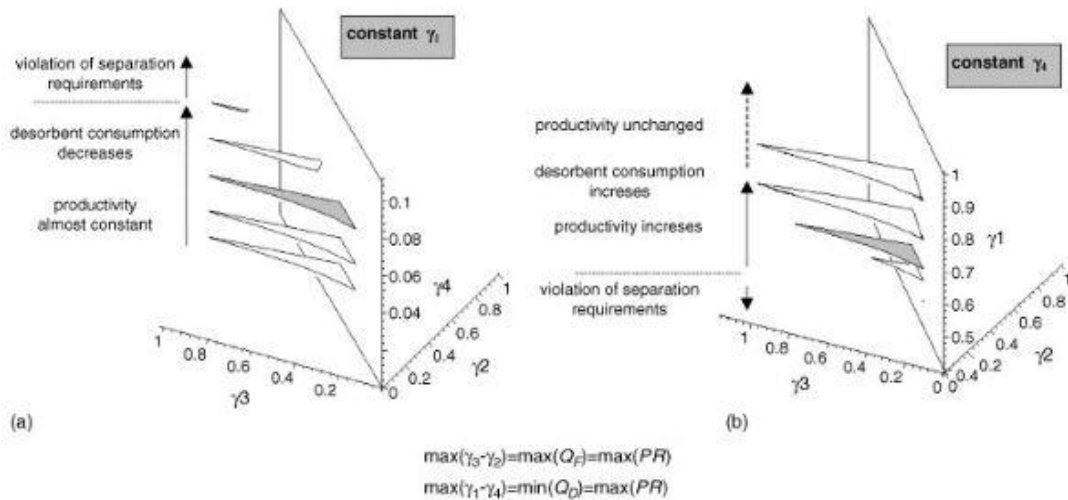 constant γ1
violation of separation
requirements
desorbent consumption
decreases
productivity
almost constant
0.1
0.08
0.06
0.04
γ4
1
0.8
0.6
0.4
0.2
0
γ2
1
0.8
0.6
0.4
0.2
γ3
(a)
constant γ4
productivity unchanged
desorbent consumption
increses
productivity increses
violation of separation
requirements
1
0.9
0.8
0.7
0.6
0.5
γ1
1
0.8
0.6
0.4
0.2
0.4
0
γ2
1
0.8
0.6
0.4
0.2
0
γ3
(b)
max(γ3-γ2)=max(QF)=max(PR)
max(γ1-γ4)=min(QD)=max(PR)